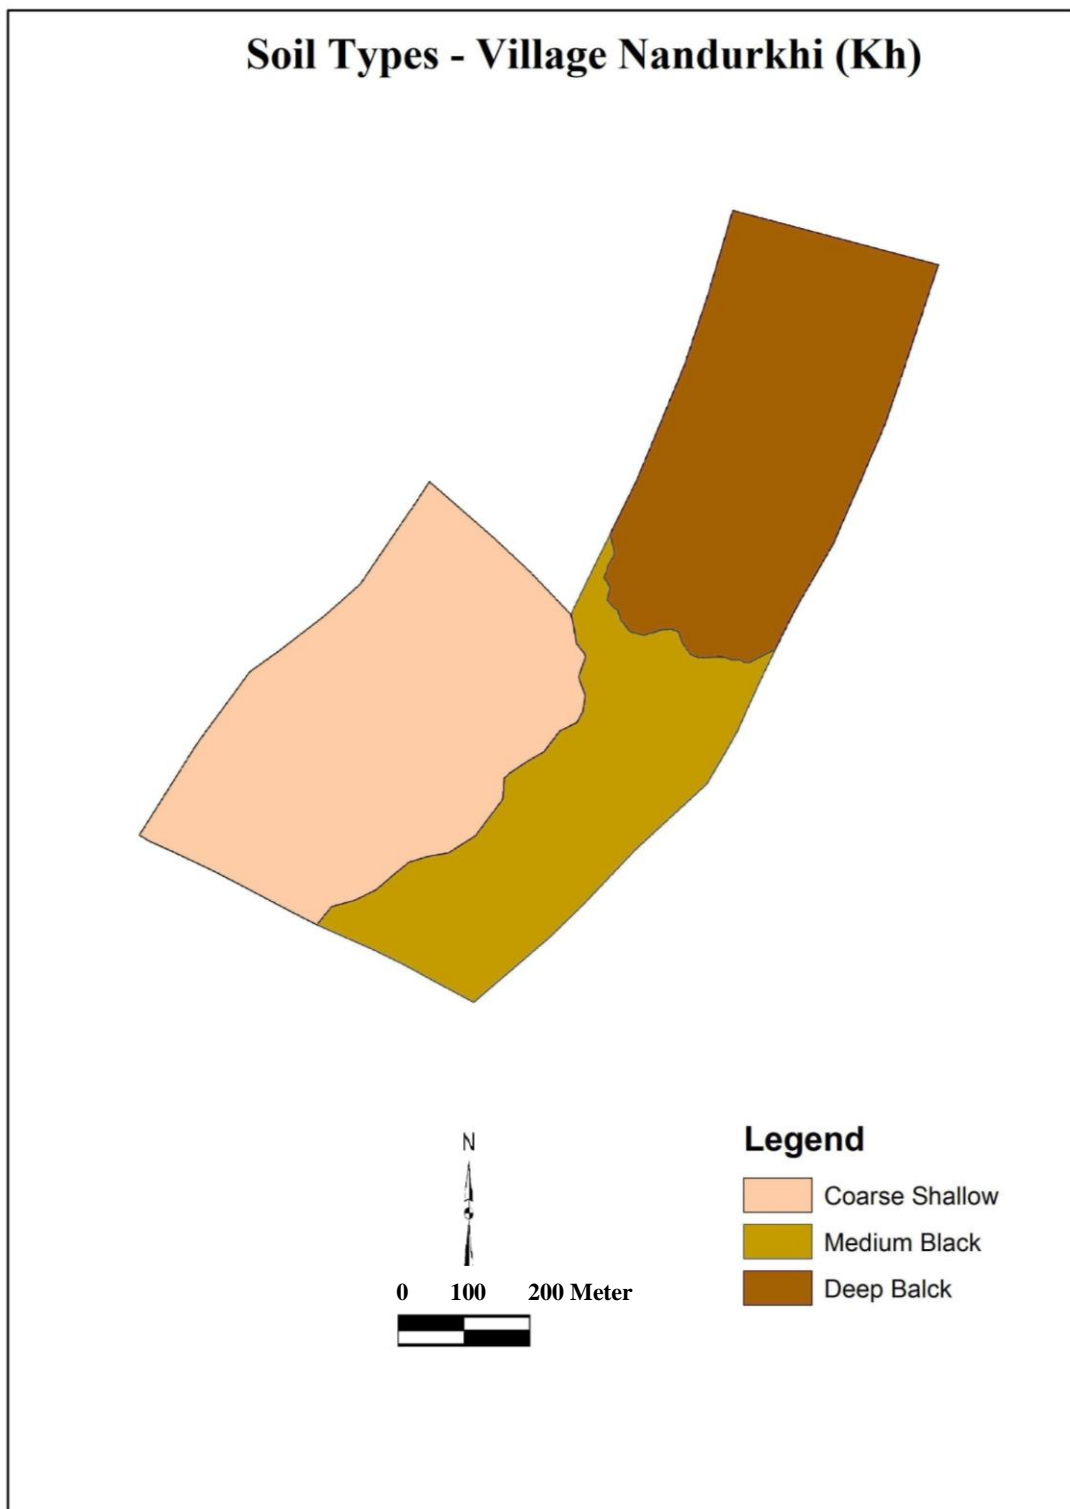 Soil Types - Village Nandurkhi (Kh)
N
0 100 200 Meter
Legend
Coarse Shallow
Medium Black
Deep Balck